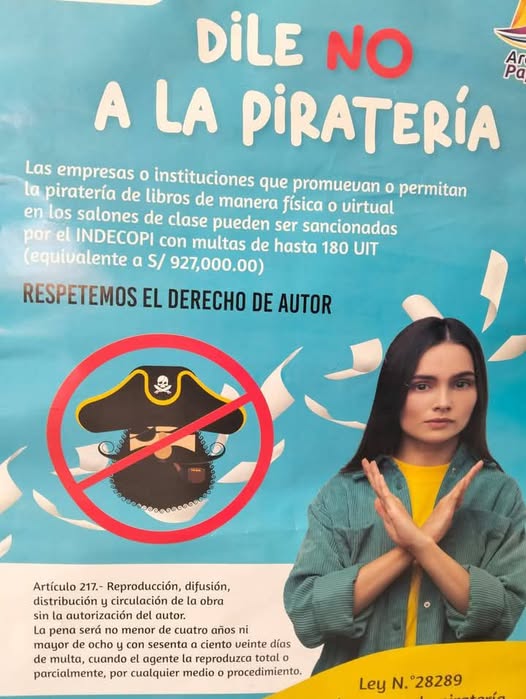 DiLE NO
A LA PiRATERÍA
Las empresas o instituciones que promuevan o permitan
la piratería de libros de manera física o virtual
en los salones de clase pueden ser sancionadas
por el INDECOPI con multas de hasta 180 UIT
(equivalente a S/ 927,000.00)
RESPETEMOS EL DERECHO DE AUTOR
Artículo 217.- Reproducción, difusión,
distribución y circulación de la obra
sin la autorización del autor.
La pena será no menor de cuatro años ni
mayor de ocho y con sesenta a ciento veinte días
de multa, cuando el agente la reproduzca total o
parcialmente, por cualquier medio o procedimiento.
Ley N.°28289